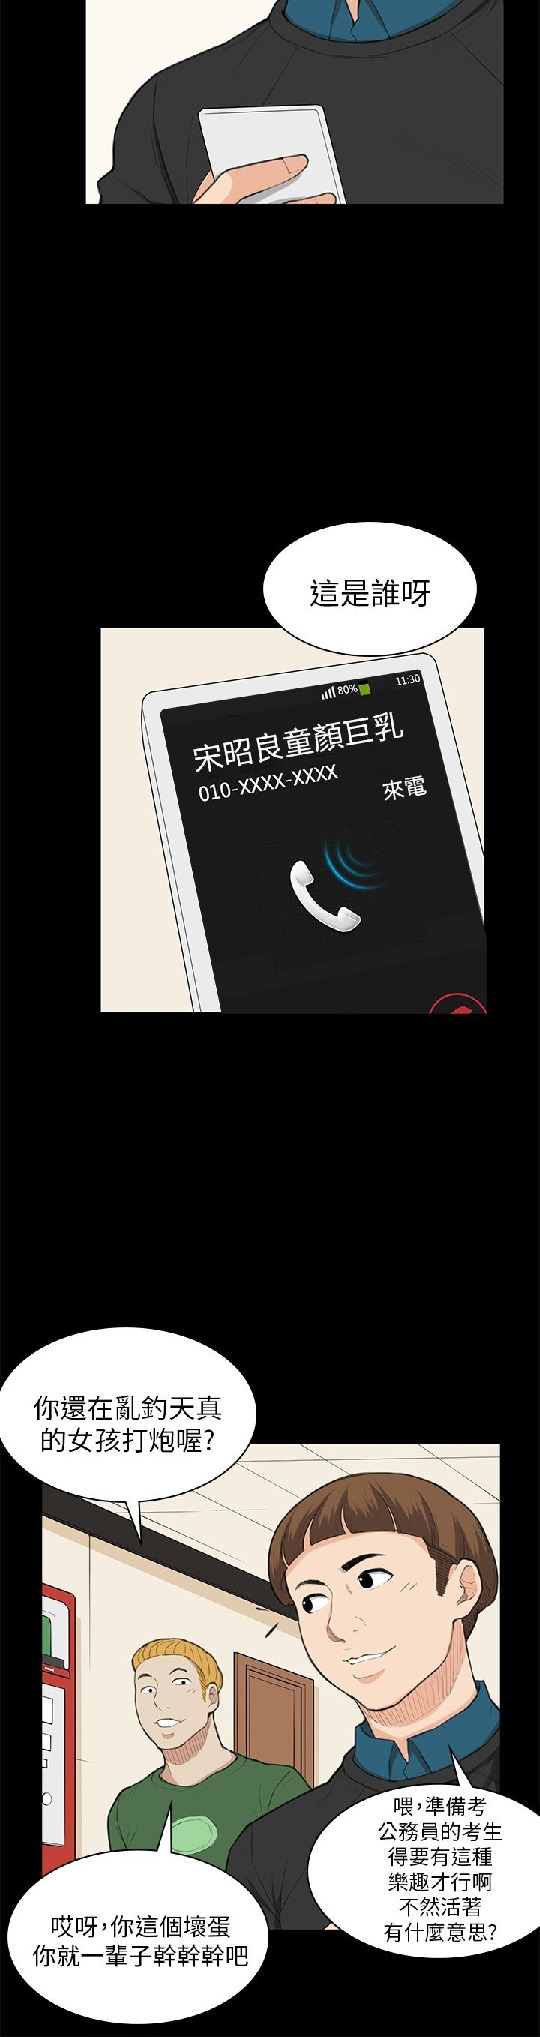 這是誰呀
80%
11:30
宋昭良童顏巨乳
010-XXXX-XXXX
來電
你還在亂釣天真
的女孩打炮喔?
喂,準備考
公務員的考生
得要有這種
樂趣才行啊
不然活著
有什麼意思?
哎呀,你這個壞蛋
你就一輩子幹幹幹吧